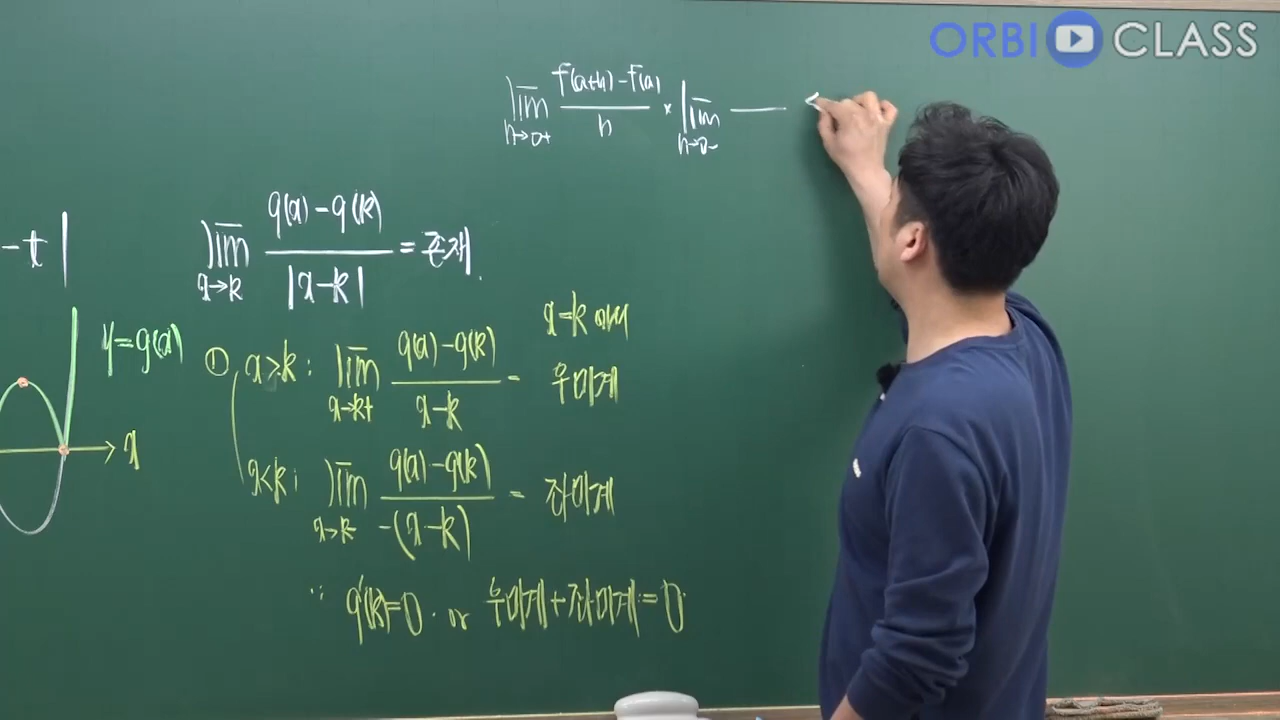 ORBI CLASS
lim h→0+ f(a+h)-f(a) / h × lim h→0-
-t|
lim x→k g(x)-g(k) / |x-k| = 존재.
y=g(x)
x
x=k에서
① x>k: lim x→k+ g(x)-g(k) / x-k = 우미계
x<k: lim x→k- g(x)-g(k) / -(x-k) = 좌미계
∵ g'(k)=0. or 우미계+좌미계=0